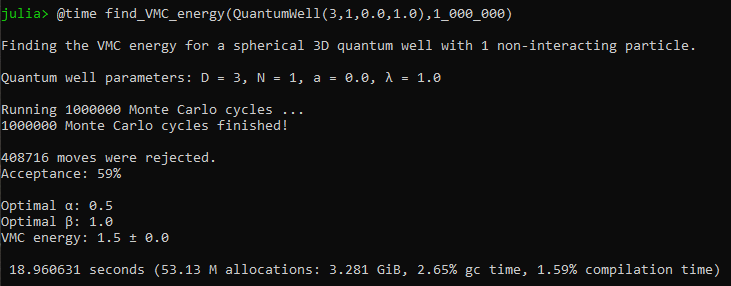 julia> @time find_VMC_energy(QuantumWell(3,1,0.0,1.0),1_000_000)
Finding the VMC energy for a spherical 3D quantum well with 1 non-interacting particle.
Quantum well parameters: D = 3, N = 1, a = 0.0, λ = 1.0
Running 1000000 Monte Carlo cycles ...
1000000 Monte Carlo cycles finished!
408716 moves were rejected.
Acceptance: 59%
Optimal α: 0.5
Optimal β: 1.0
VMC energy: 1.5 ± 0.0
18.960631 seconds (53.13 M allocations: 3.281 GiB, 2.65% gc time, 1.59% compilation time)